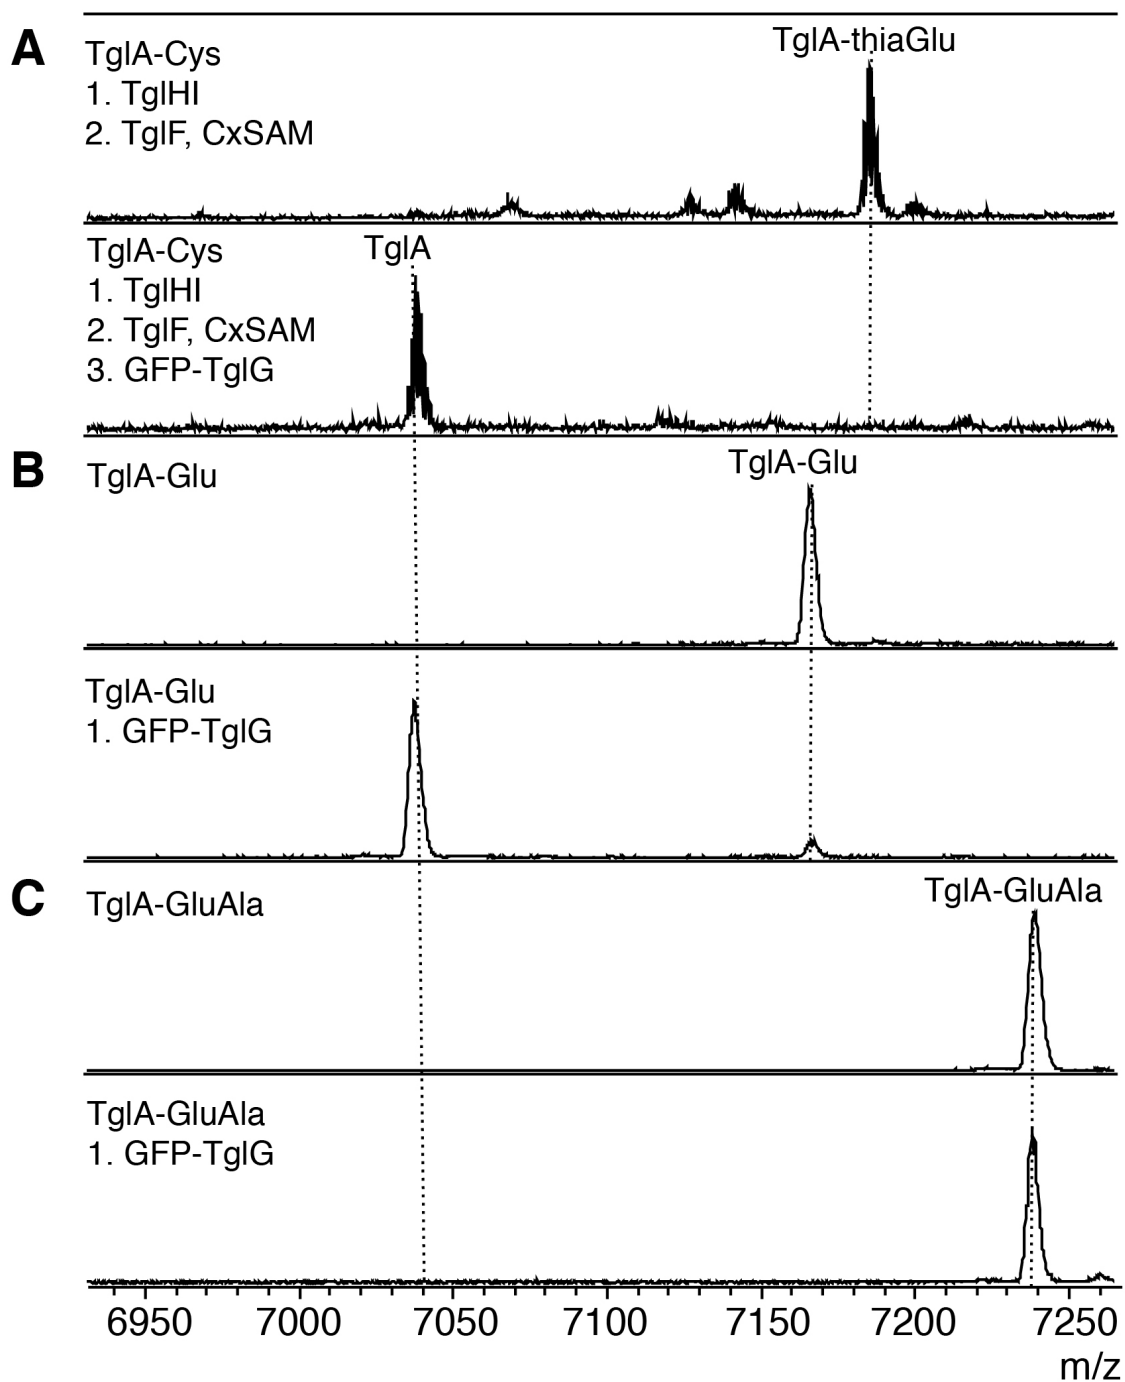 A
TglA-Cys
1. TglHI
2. TglF, CxSAM
TglA-thiaGlu
TglA-Cys
1. TglHI
2. TglF, CxSAM
3. GFP-TglG
TglA
B
TglA-Glu
TglA-Glu
TglA-Glu
1. GFP-TglG
C
TglA-GluAla
TglA-GluAla
TglA-GluAla
1. GFP-TglG
6950 7000 7050 7100 7150 7200 7250
m/z